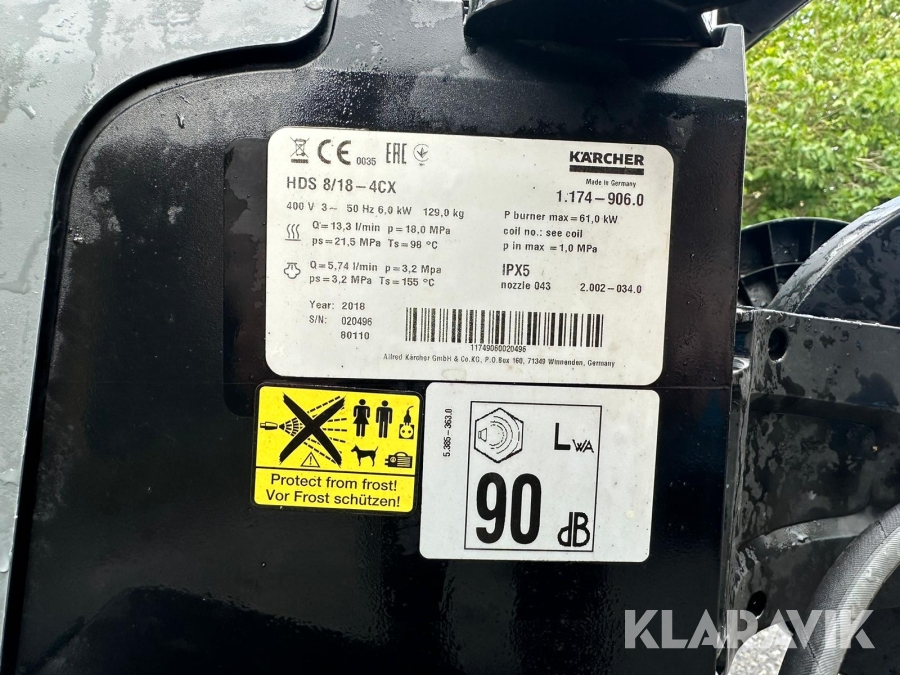 CE 0035 EAC
KÄRCHER
Made in Germany
HDS 8/18-4CX
1.174-906.0
400 V 3~ 50 Hz 6,0 kW 129,0 kg
P burner max=61,0 kW
Q=13,3 l/min p=18,0 MPa
coil no.: see coil
ps=21,5 MPa Ts=98 °C
p in max =1,0 MPa
Q=5,74 l/min p=3,2 Mpa
IPX5
ps=3,2 MPa Ts=155 °C
nozzle 043 2.002-034.0
Year: 2018
S/N: 020496
80110
11749060020496
Alfred Kärcher GmbH & Co.KG, P.O.Box 160, 71349 Winnenden, Germany
Protect from frost!
Vor Frost schützen!
5.385-363.0
LWA
90
dB
KLARAVIK